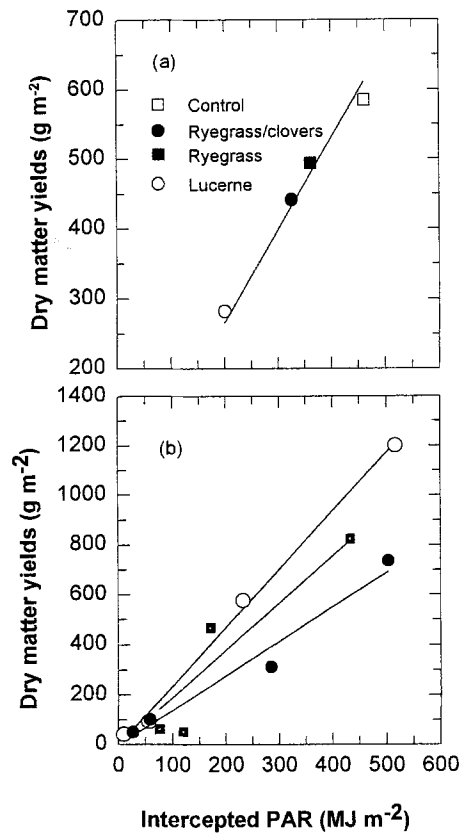 700
600
500
400
300
200
Dry matter yields (g m-2)
(a)
Control
Ryegrass/clovers
Ryegrass
Lucerne
1400
1200
1000
800
600
400
200
0
Dry matter yields (g m-2)
(b)
0 100 200 300 400 500 600
Intercepted PAR (MJ m-2)